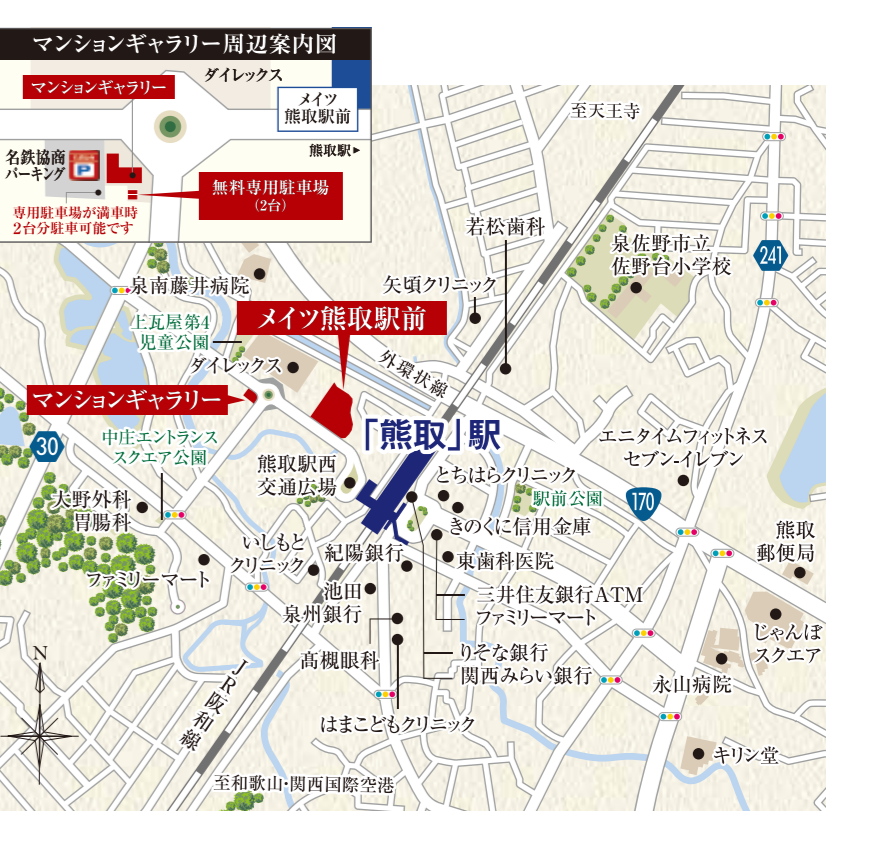 マンションギャラリー周辺案内図
ダイレックス
マンションギャラリー
メイツ
熊取駅前
熊取駅▶
名鉄協商
パーキング
P
無料専用駐車場
(2台)
専用駐車場が満車時
2台分駐車可能です
至天王寺
若松歯科
泉佐野市立
佐野台小学校
241
泉南藤井病院
矢頃クリニック
上瓦屋第4
児童公園
メイツ熊取駅前
外環状線
ダイレックス
マンションギャラリー
「熊取」駅
30
中庄エントランス
スクエア公園
熊取駅西
交通広場
エニタイムフィットネス
セブン-イレブン
とちはらクリニック
駅前公園
170
大野外科
胃腸科
きのくに信用金庫
熊取
郵便局
いしもと
クリニック
紀陽銀行
東歯科医院
ファミリーマート
池田
泉州銀行
三井住友銀行ATM
ファミリーマート
じゃんぼ
スクエア
髙槻眼科
りそな銀行
関西みらい銀行
永山病院
N
JR阪和線
はまこどもクリニック
キリン堂
至和歌山・関西国際空港